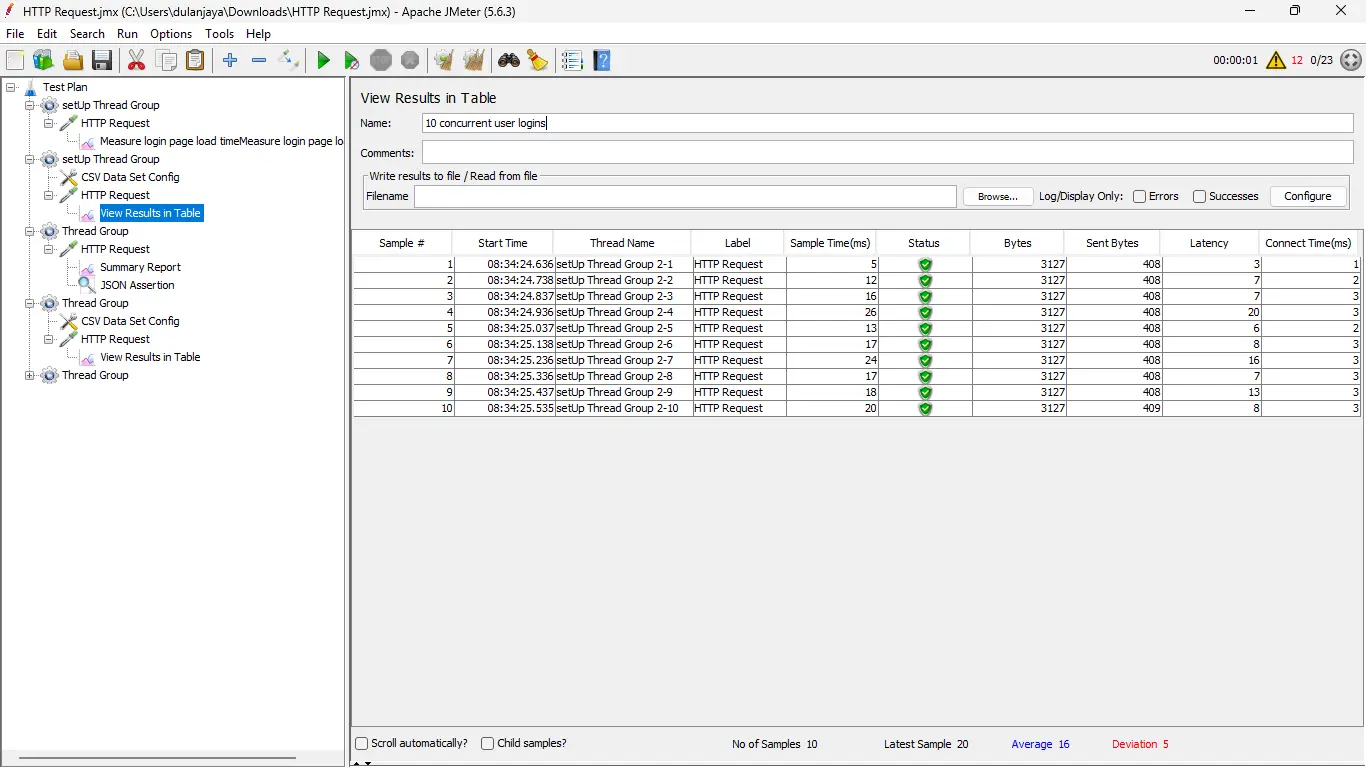 HTTP Request.jmx (C:\Users\dulanjaya\Downloads\HTTP Request.jmx) - Apache JMeter (5.6.3)
File Edit Search Run Options Tools Help
00:00:01 12 0/23
Test Plan
setUp Thread Group
HTTP Request
Measure login page load timeMeasure login page lo
setUp Thread Group
CSV Data Set Config
HTTP Request
View Results in Table
Thread Group
HTTP Request
Summary Report
JSON Assertion
Thread Group
CSV Data Set Config
HTTP Request
View Results in Table
Thread Group
View Results in Table
Name: 10 concurrent user logins
Comments:
Write results to file / Read from file
Filename Browse... Log/Display Only: Errors Successes Configure
Sample # Start Time Thread Name Label Sample Time(ms) Status Bytes Sent Bytes Latency Connect Time(ms)
1 08:34:24.636 setUp Thread Group 2-1 HTTP Request 5 3127 408 3 1
2 08:34:24.738 setUp Thread Group 2-2 HTTP Request 12 3127 408 7 2
3 08:34:24.837 setUp Thread Group 2-3 HTTP Request 16 3127 408 7 3
4 08:34:24.936 setUp Thread Group 2-4 HTTP Request 26 3127 408 20 3
5 08:34:25.037 setUp Thread Group 2-5 HTTP Request 13 3127 408 6 2
6 08:34:25.138 setUp Thread Group 2-6 HTTP Request 17 3127 408 8 3
7 08:34:25.236 setUp Thread Group 2-7 HTTP Request 24 3127 408 16 3
8 08:34:25.336 setUp Thread Group 2-8 HTTP Request 17 3127 408 7 3
9 08:34:25.437 setUp Thread Group 2-9 HTTP Request 18 3127 408 13 3
10 08:34:25.535 setUp Thread Group 2-10 HTTP Request 20 3127 409 8 3
Scroll automatically? Child samples? No of Samples 10 Latest Sample 20 Average 16 Deviation 5